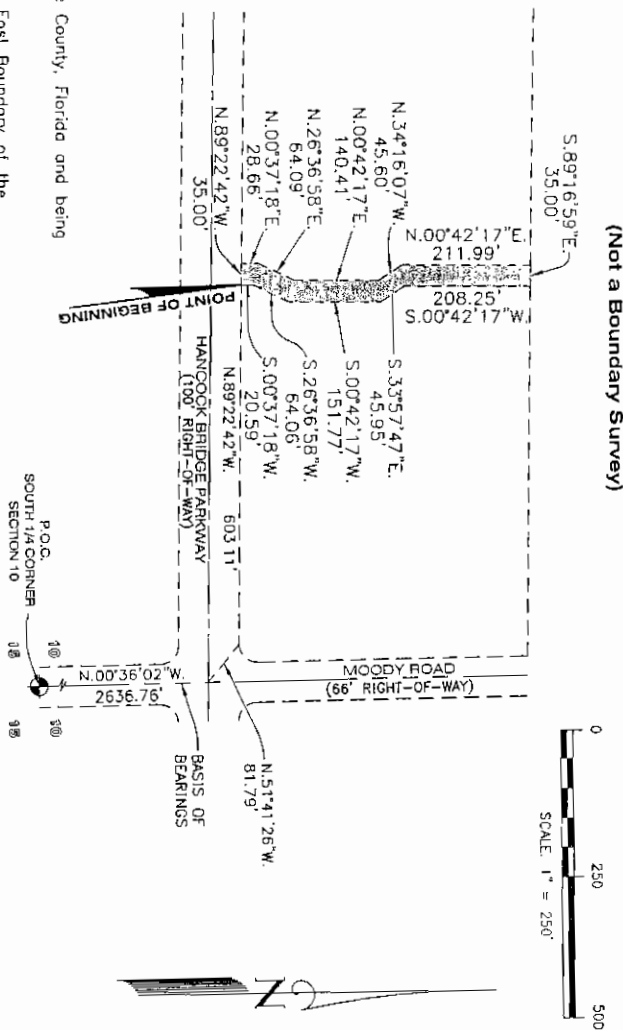 (Not a Boundary Survey)
0
250
500
SCALE. 1" = 250'
S.89°16'59"E.
35.00'
N.00°42'17"E.
211.99'
208.25'
S.00°42'17"W.
N.34°16'07"W.
45.60'
N.00°42'17"E.
140.41'
N.26°36'58"E.
64.09'
N.00°37'18"E.
28.66'
N.89°22'42"W.
35.00'
S.33°57'47"E.
45.95'
S.00°42'17"W.
151.77'
S.26°36'58"W.
64.06'
S.00°37'18"W.
20.59'
POINT OF BEGINNING
N.89°22'42"W. 603.11'
HANCOCK BRIDGE PARKWAY
(100' RIGHT-OF-WAY)
MOODY ROAD
(66' RIGHT-OF-WAY)
N.51°41'26"W.
81.79'
BASIS OF
BEARINGS
N.00°36'02"W.
2636.76'
P.O.C.
SOUTH 1/4 CORNER
SECTION 10
10
10
15
15
N
County, Florida and being
East Boundary of the